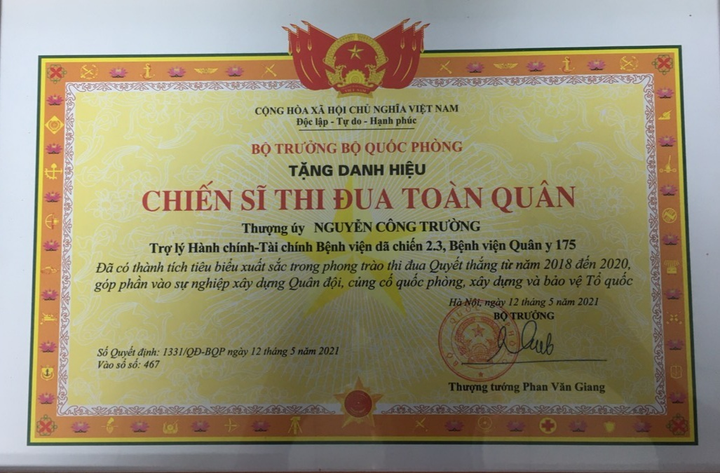 CỘNG HÒA XÃ HỘI CHỦ NGHĨA VIỆT NAM
Độc lập - Tự do - Hạnh phúc
BỘ TRƯỞNG BỘ QUỐC PHÒNG
TẶNG DANH HIỆU
CHIẾN SĨ THI ĐUA TOÀN QUÂN
Thượng úy NGUYỄN CÔNG TRƯỜNG
Trợ lý Hành chính-Tài chính Bệnh viện dã chiến 2.3, Bệnh viện Quân y 175
Đã có thành tích tiêu biểu xuất sắc trong phong trào thi đua Quyết thắng từ năm 2018 đến 2020,
góp phần vào sự nghiệp xây dựng Quân đội, củng cố quốc phòng, xây dựng và bảo vệ Tổ quốc
Hà Nội, ngày 12 tháng 5 năm 2021
BỘ TRƯỞNG
Số Quyết định: 1331/QĐ-BQP ngày 12 tháng 5 năm 2021
Vào sổ số: 467
Thượng tướng Phan Văn Giang